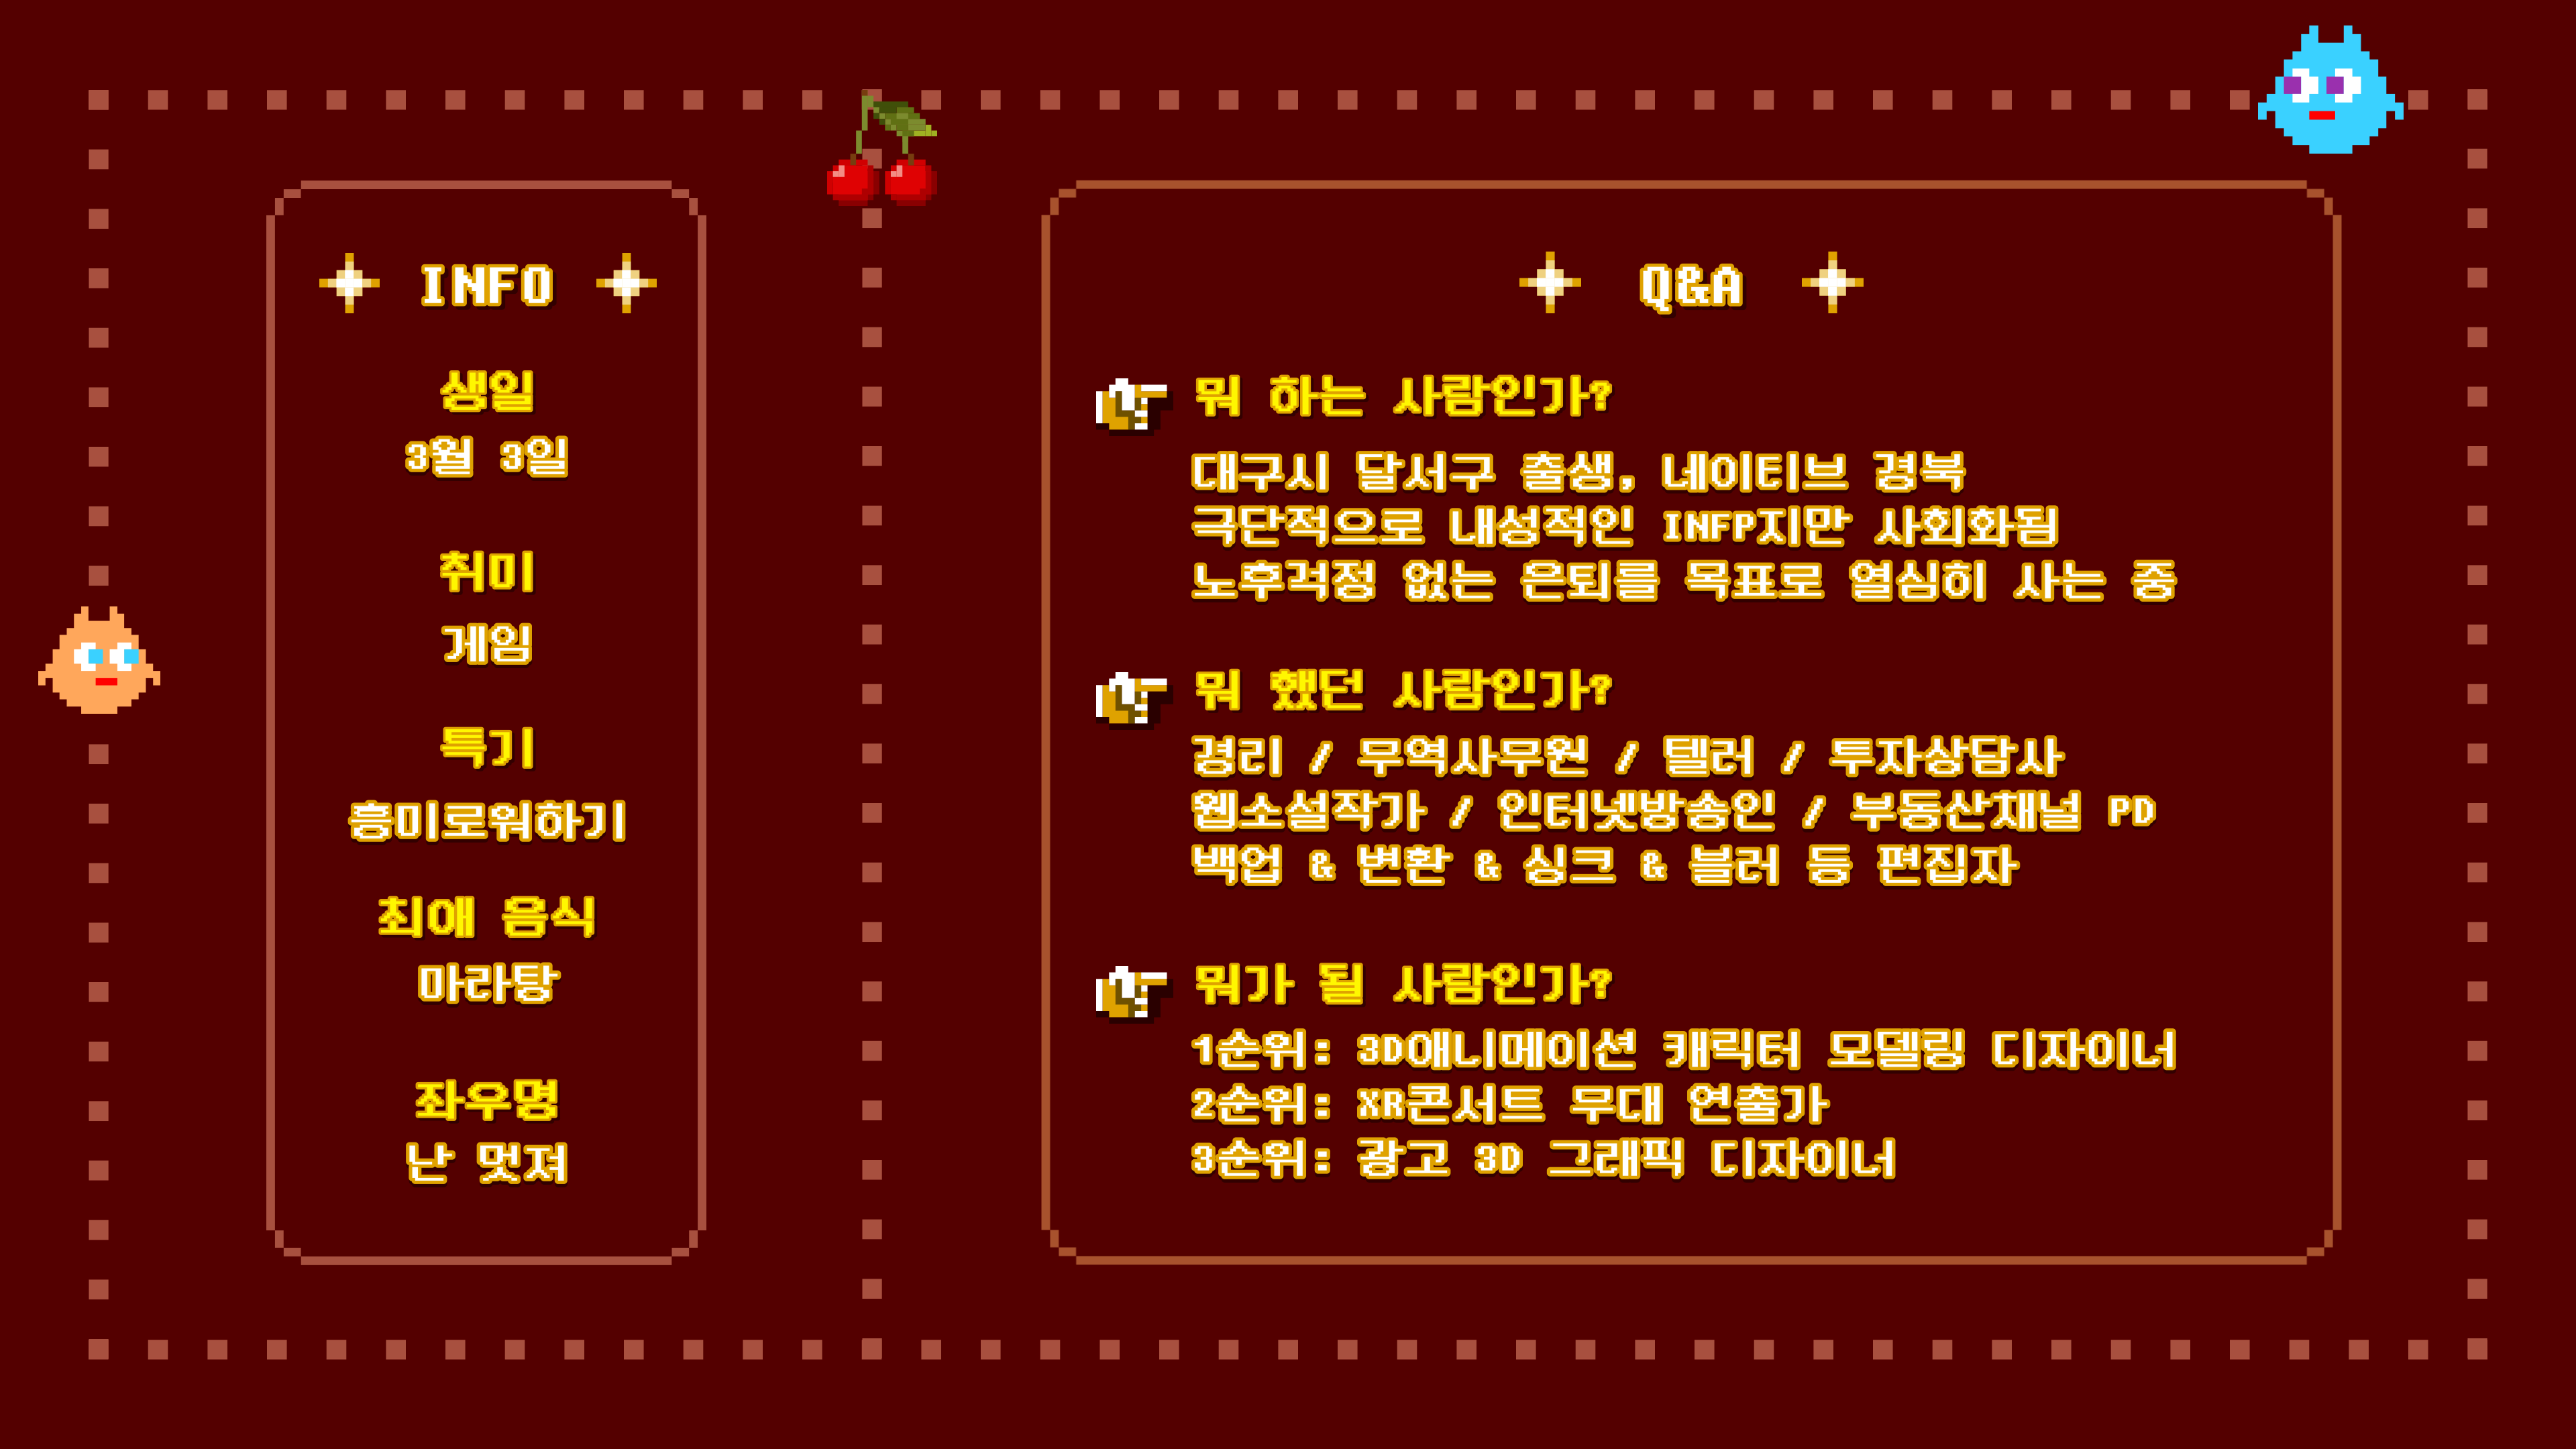 INFO
생일
3월 3일
취미
게임
특기
흥미로워하기
최애 음식
마라탕
좌우명
난 멋져
Q&A
뭐 하는 사람인가?
대구시 달서구 출생, 네이티브 경북
극단적으로 내성적인 INFP지만 사회화됨
노후걱정 없는 은퇴를 목표로 열심히 사는 중
뭐 했던 사람인가?
경리 / 무역사무원 / 텔러 / 투자상담사
웹소설작가 / 인터넷방송인 / 부동산채널 PD
백업 & 변환 & 싱크 & 블러 등 편집자
뭐가 될 사람인가?
1순위: 3D애니메이션 캐릭터 모델링 디자이너
2순위: XR콘서트 무대 연출가
3순위: 광고 3D 그래픽 디자이너